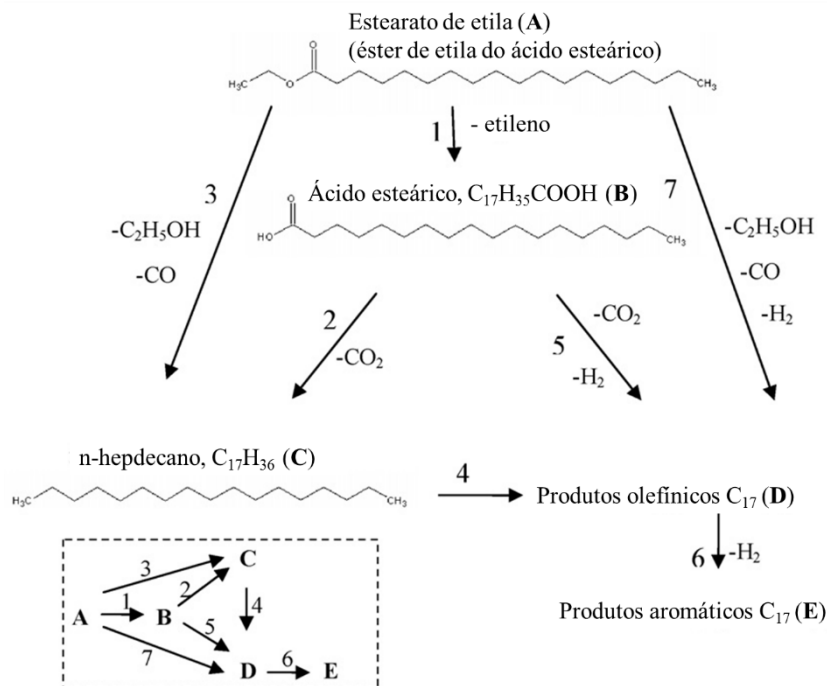 Estearato de etila (A)
(éster de etila do ácido esteárico)
O
H₃C
O
CH₃
1
- etileno
3
Ácido esteárico, C₁₇H₃₅COOH (B)
7
O
HO
CH₃
-C₂H₅OH
-CO
-C₂H₅OH
-CO
-H₂
2
-CO₂
-CO₂
5
-H₂
n-hepdecano, C₁₇H₃₆ (C)
H₃C
CH₃
4
Produtos olefínicos C₁₇ (D)
6
-H₂
Produtos aromáticos C₁₇ (E)
3
C
1
2
A
B
4
5
7
D
6
E